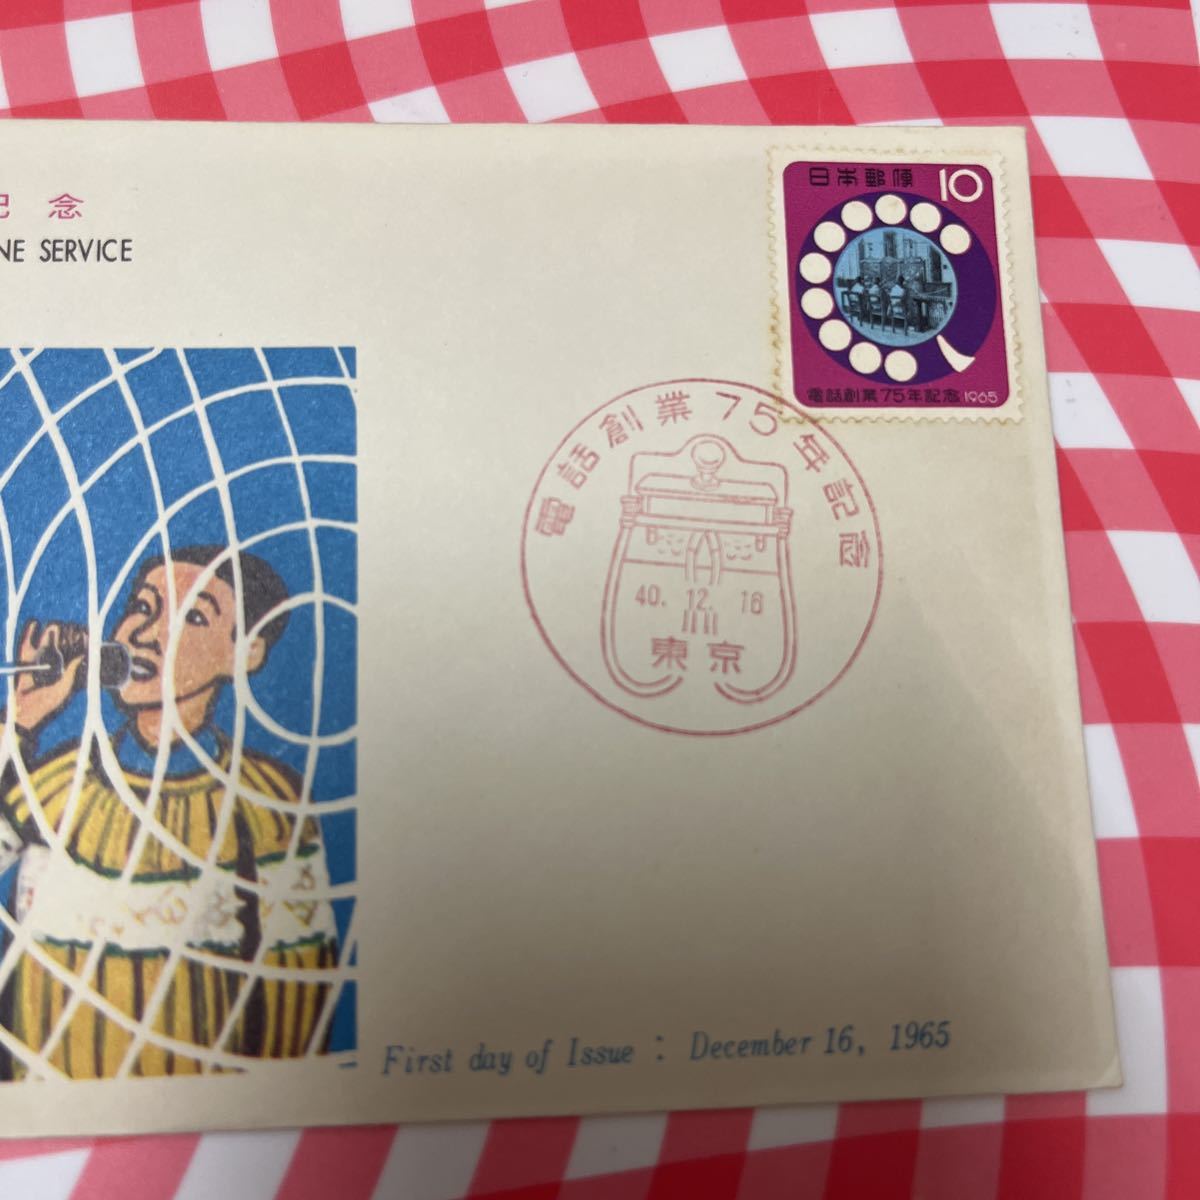 記念
NE SERVICE
日本郵便 10
電話創業75年記念 1965
電話創業75年記念
40. 12. 16
東京
First day of Issue : December 16, 1965